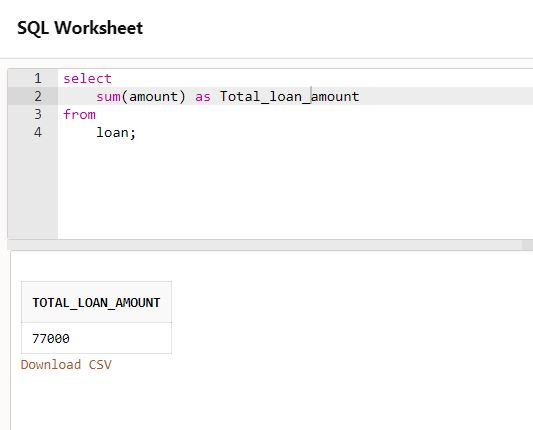 SQL Worksheet
1 select
2 sum(amount) as Total_loan_amount
3 from
4 loan;
TOTAL_LOAN_AMOUNT
77000
Download CSV